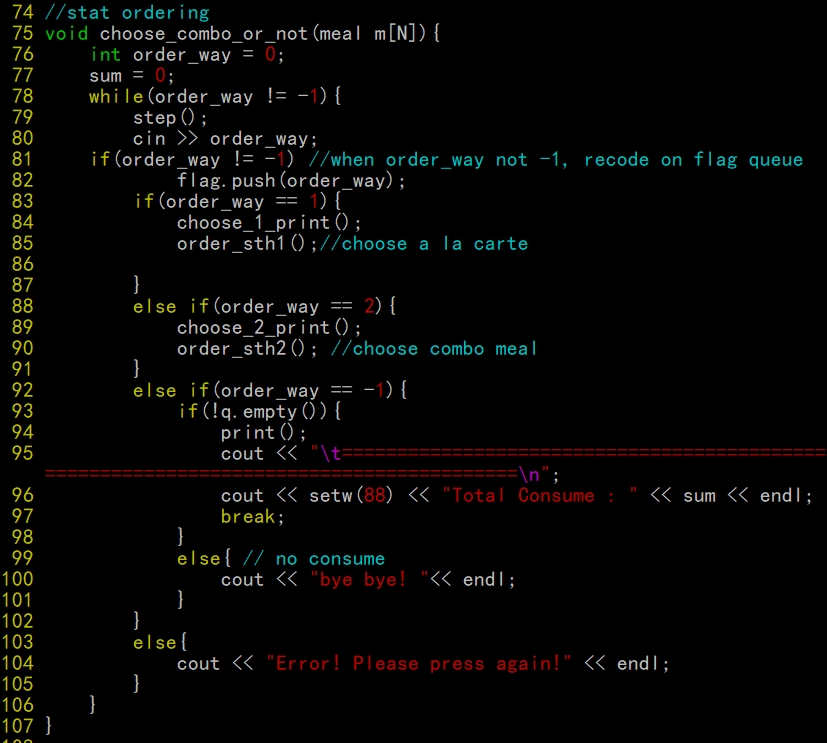 74 //stat ordering
75 void choose_combo_or_not(meal m[N]){
76     int order_way = 0;
77     sum = 0;
78     while(order_way != -1){
79         step();
80         cin >> order_way;
81     if(order_way != -1) //when order_way not -1, recode on flag queue
82             flag.push(order_way);
83         if(order_way == 1){
84             choose_1_print();
85             order_sth1();//choose a la carte
86
87         }
88         else if(order_way == 2){
89             choose_2_print();
90             order_sth2(); //choose combo meal
91         }
92         else if(order_way == -1){
93             if(!q.empty()){
94                 print();
95                 cout << "\t============================================
===========================================\n";
96                 cout << setw(88) << "Total Consume : " << sum << endl;
97                 break;
98             }
99             else{ // no consume
100                 cout << "bye bye! "<< endl;
101             }
102         }
103         else{
104             cout << "Error! Please press again!" << endl;
105         }
106     }
107 }